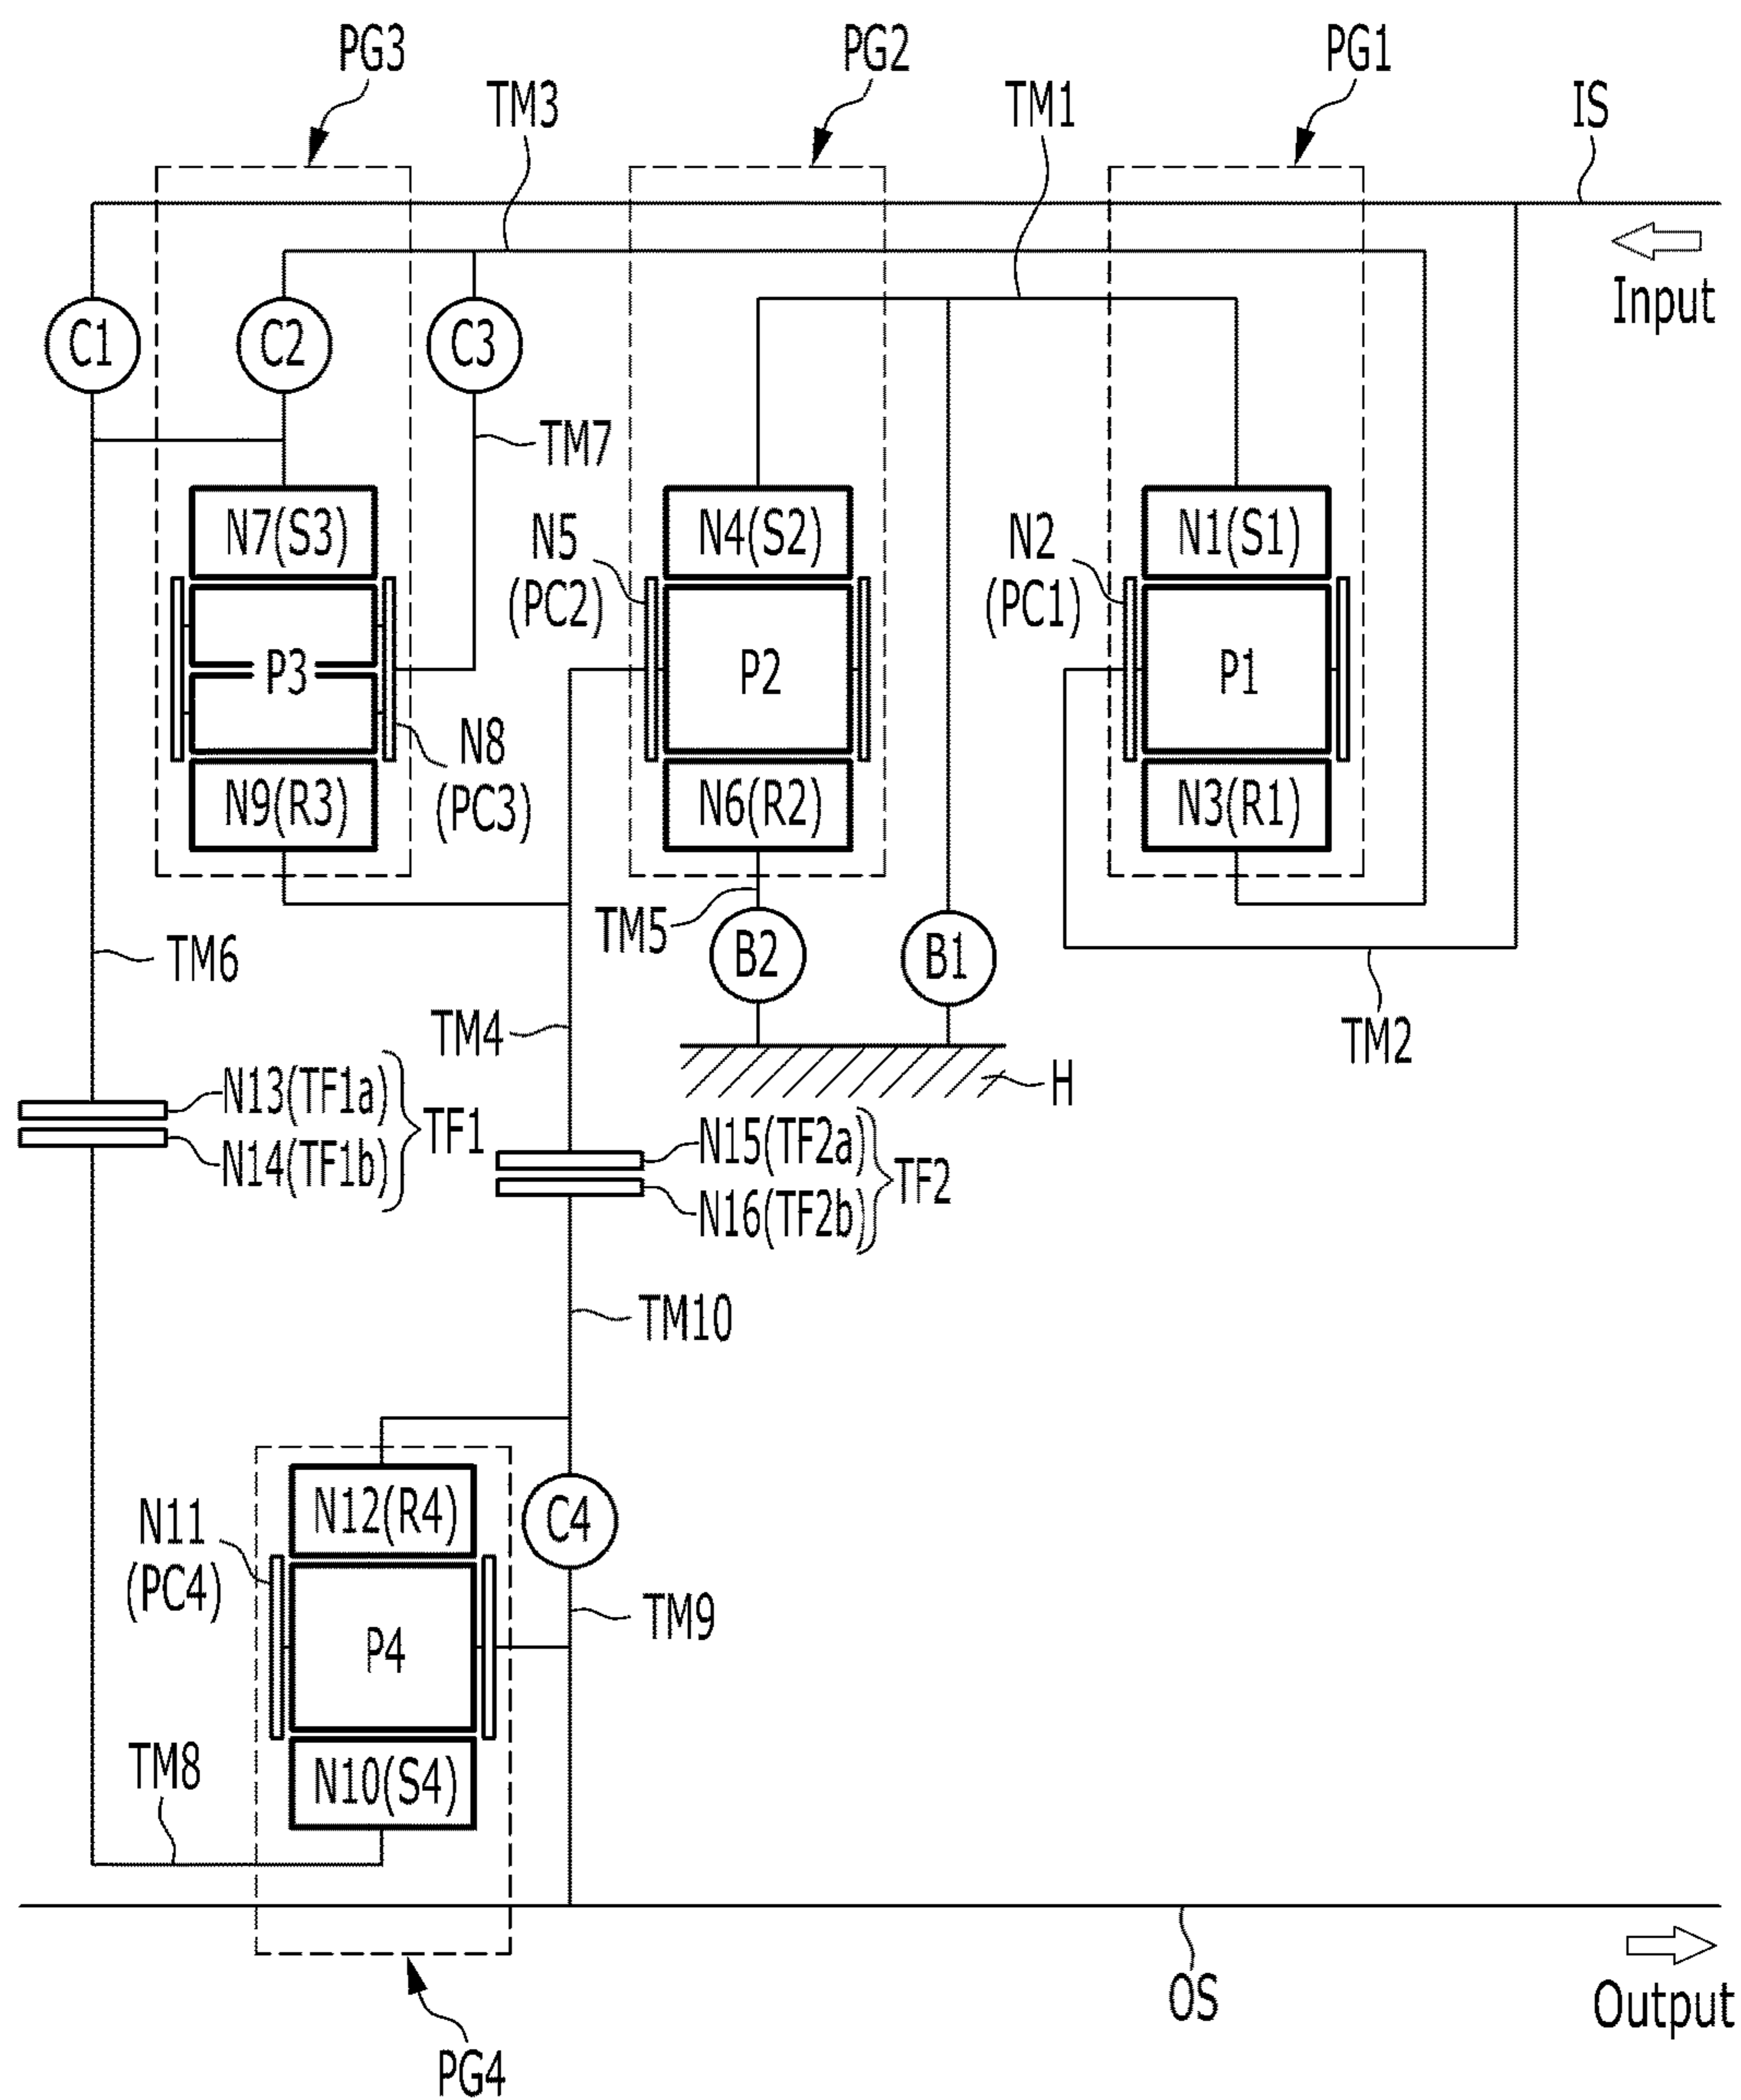 PG3
PG2
PG1
TM3
TM1
IS
Input
C1
C2
C3
TM7
N7(S3)
N5
(PC2)
N4(S2)
N2
(PC1)
N1(S1)
P3
P2
P1
N8
(PC3)
N9(R3)
N6(R2)
N3(R1)
TM5
B2
B1
TM6
TM4
TM2
H
N13(TF1a)
N14(TF1b)
TF1
N15(TF2a)
N16(TF2b)
TF2
TM10
N12(R4)
C4
N11
(PC4)
P4
TM9
TM8
N10(S4)
OS
Output
PG4